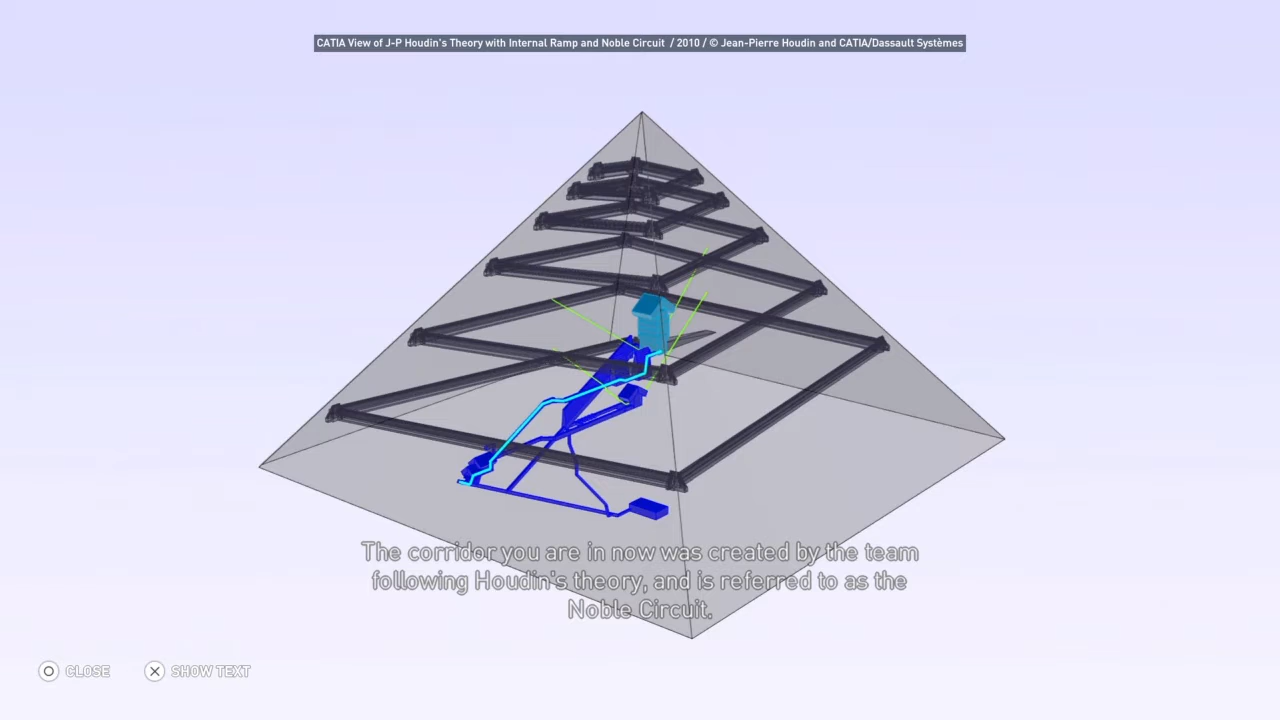 CATIA View of J-P Houdin's Theory with Internal Ramp and Noble Circuit / 2010 / © Jean-Pierre Houdin and CATIA/Dassault Systèmes
The corridor you are in now was created by the team
following Houdin's theory, and is referred to as the
Noble Circuit.
CLOSE
SHOW TEXT